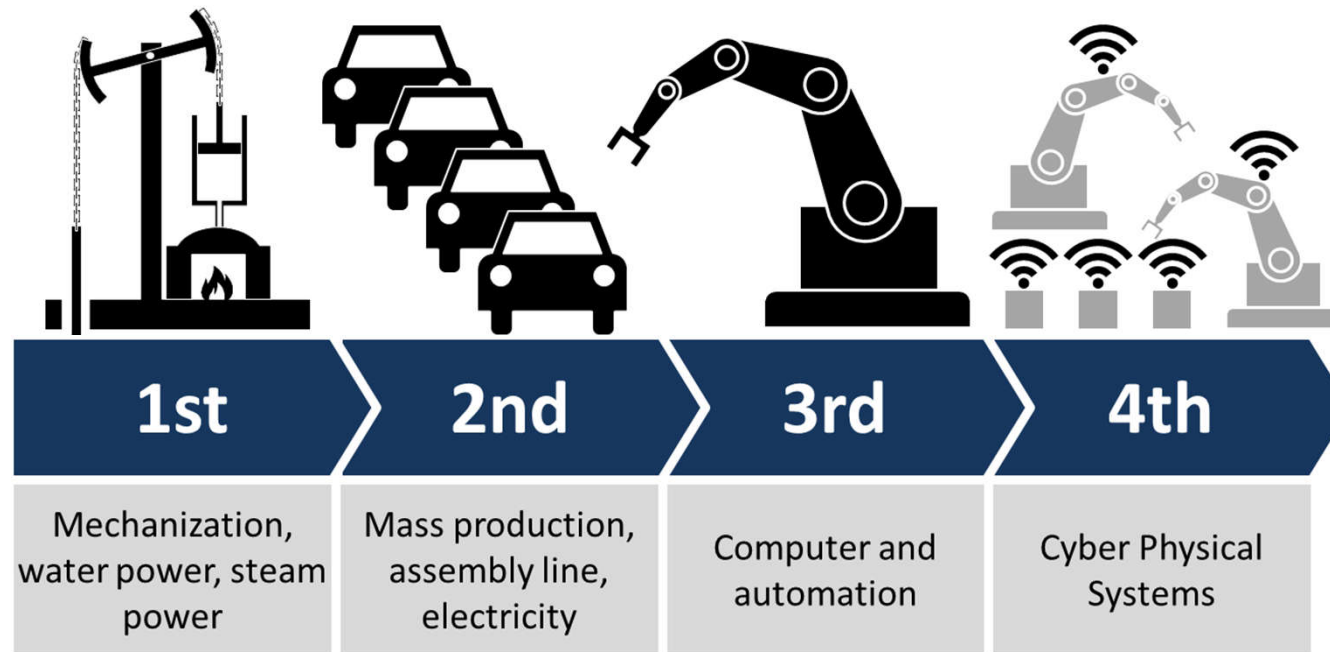 1st
2nd
3rd
4th
Mechanization,
water power, steam
power
Mass production,
assembly line,
electricity
Computer and
automation
Cyber Physical
Systems